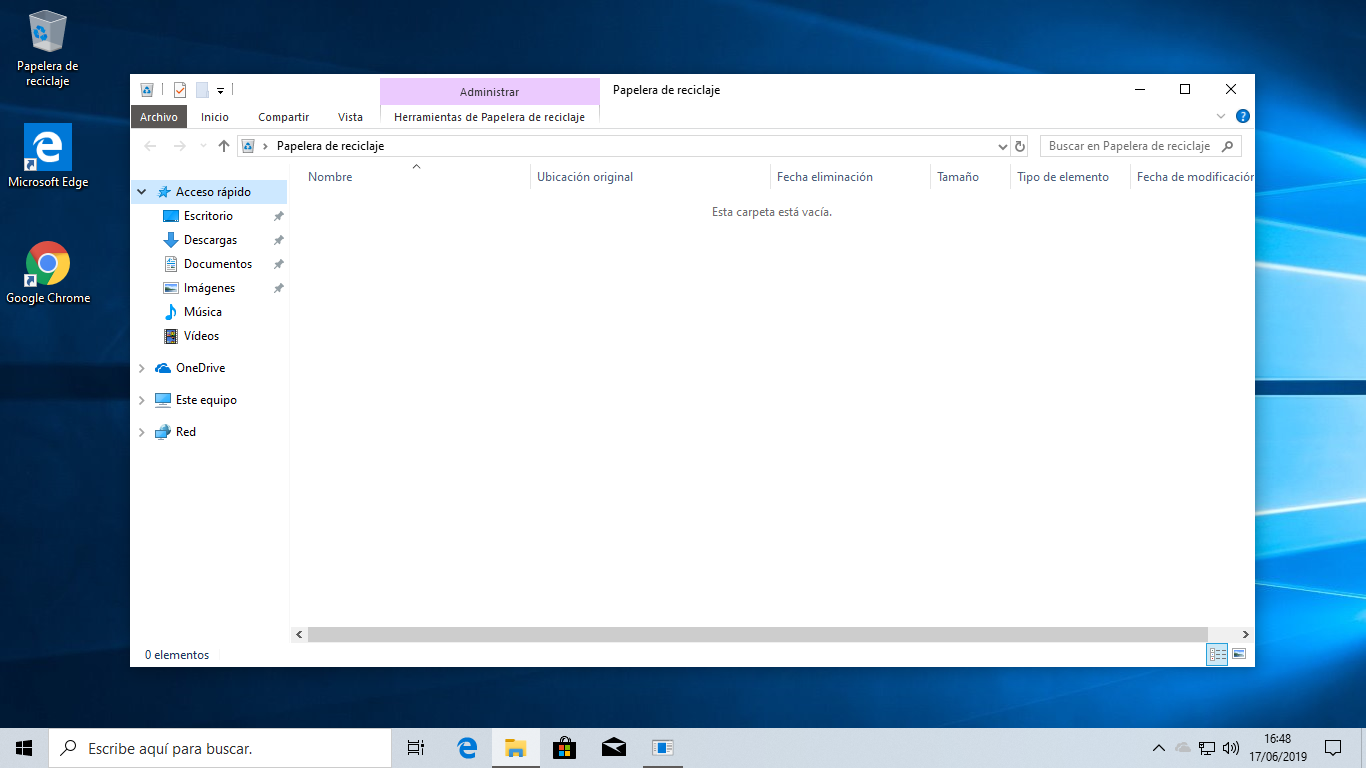 Papelera de
reciclaje
Microsoft Edge
Google Chrome
Administrar
Papelera de reciclaje
Archivo
Inicio
Compartir
Vista
Herramientas de Papelera de reciclaje
?
Papelera de reciclaje
Buscar en Papelera de reciclaje
Nombre
Ubicación original
Fecha eliminación
Tamaño
Tipo de elemento
Fecha de modificación
Esta carpeta está vacía.
Acceso rápido
Escritorio
Descargas
Documentos
Imágenes
Música
Vídeos
OneDrive
Este equipo
Red
0 elementos
Escribe aquí para buscar.
16:48
17/06/2019